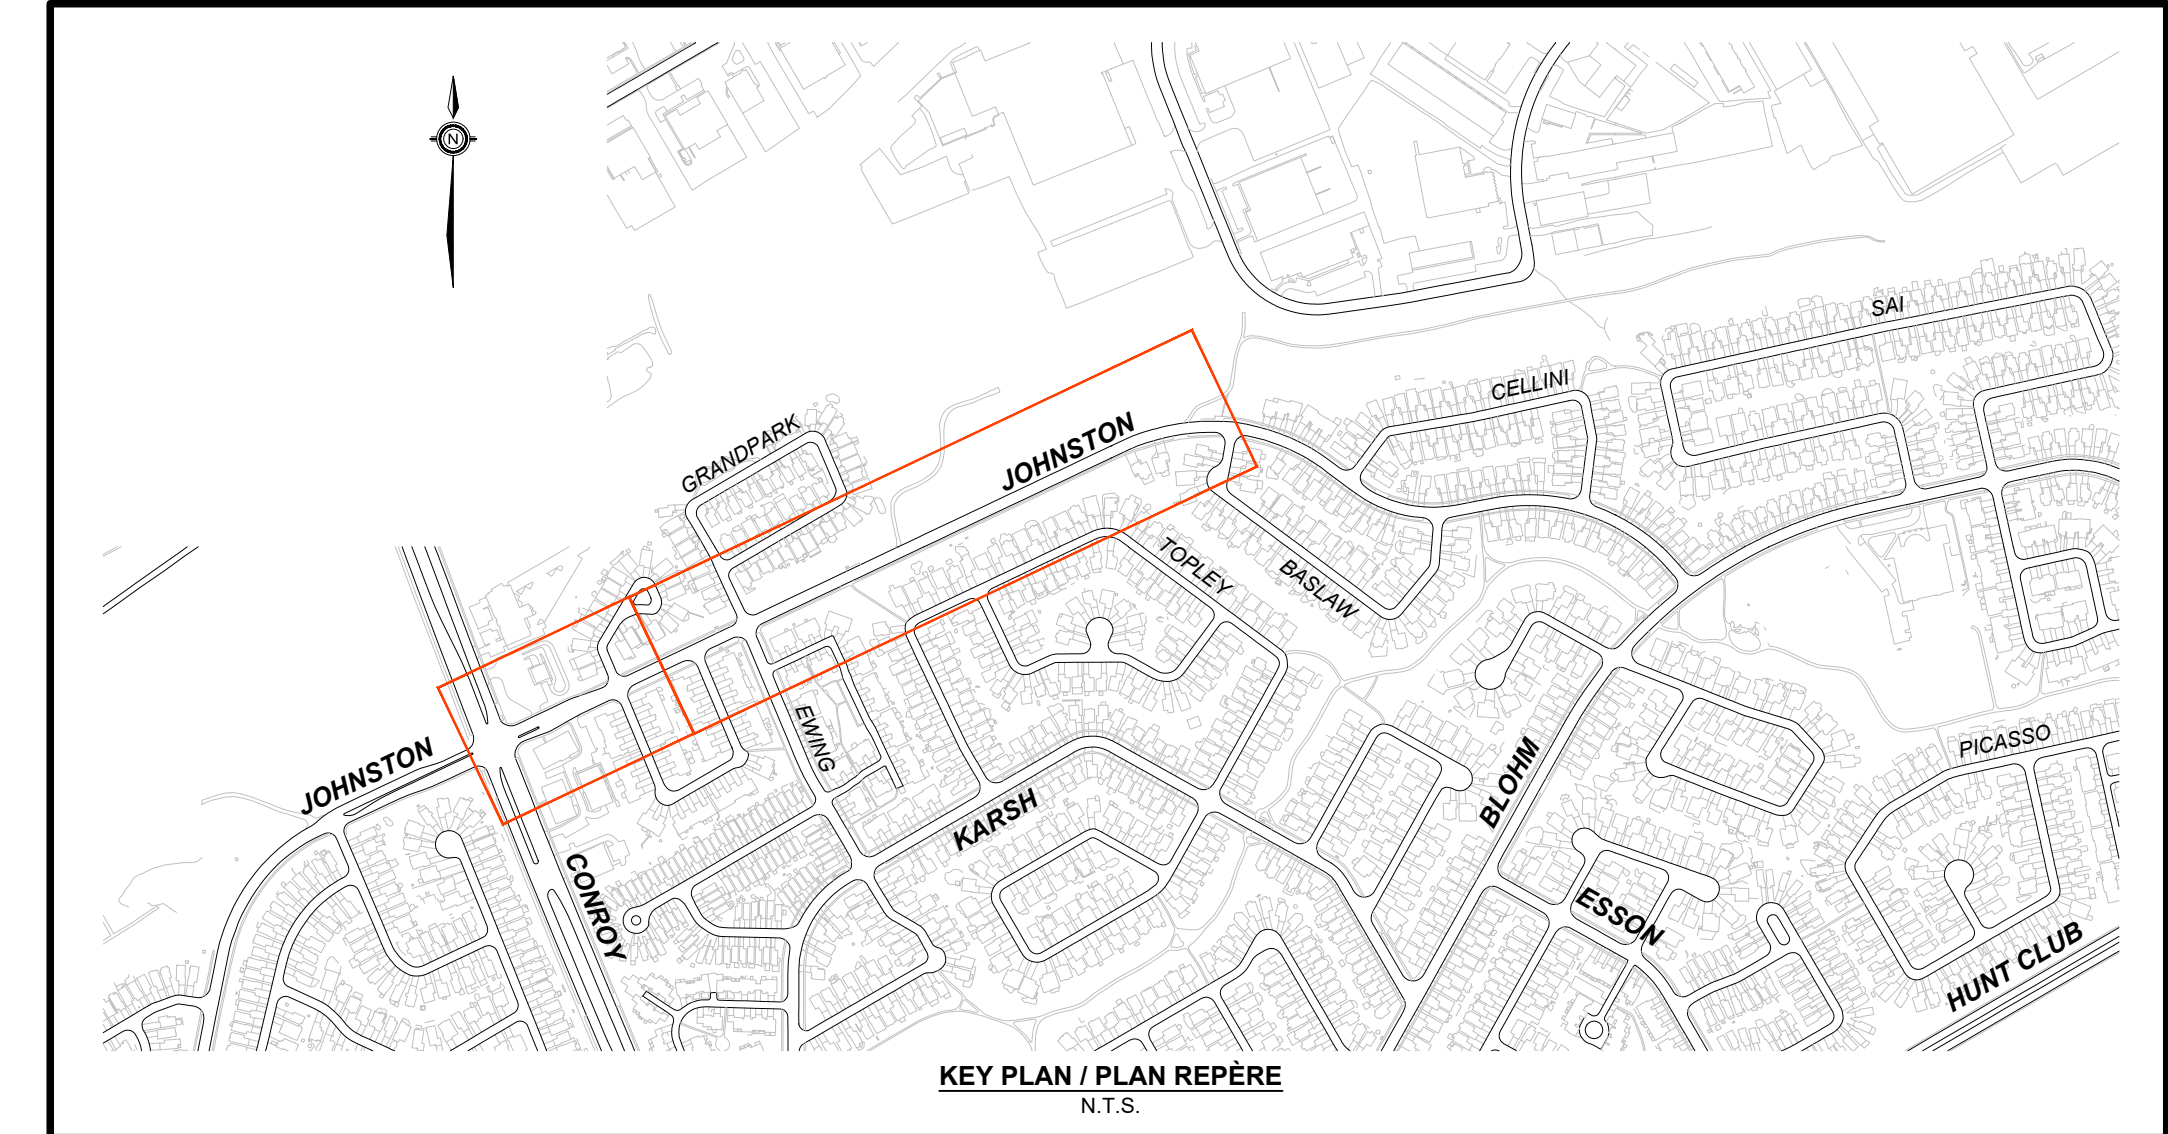 N
SAI
CELLINI
GRANDPARK
JOHNSTON
TOPLEY
BASLAW
EWING
PICASSO
JOHNSTON
BLOHM
KARSH
CONROY
ESSON
HUNT CLUB
KEY PLAN / PLAN REPÈRE
N.T.S.